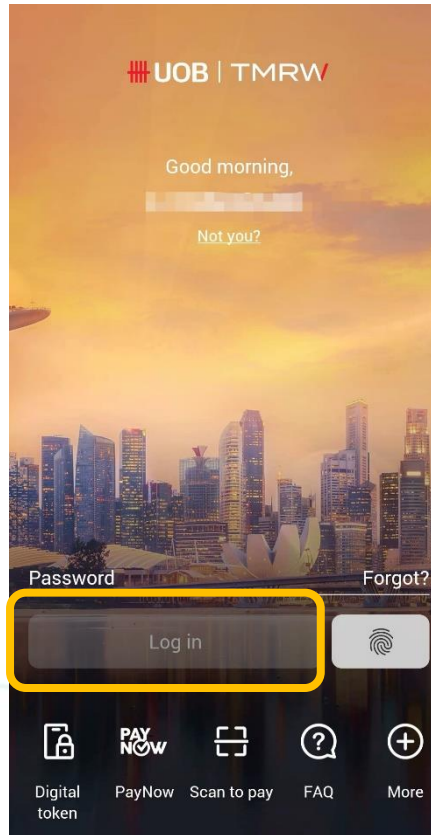 UOB | TMRW
Good morning,
Not you?
Password Forgot?
Log in
Digital token PayNow Scan to pay FAQ More
PAY NOW
?